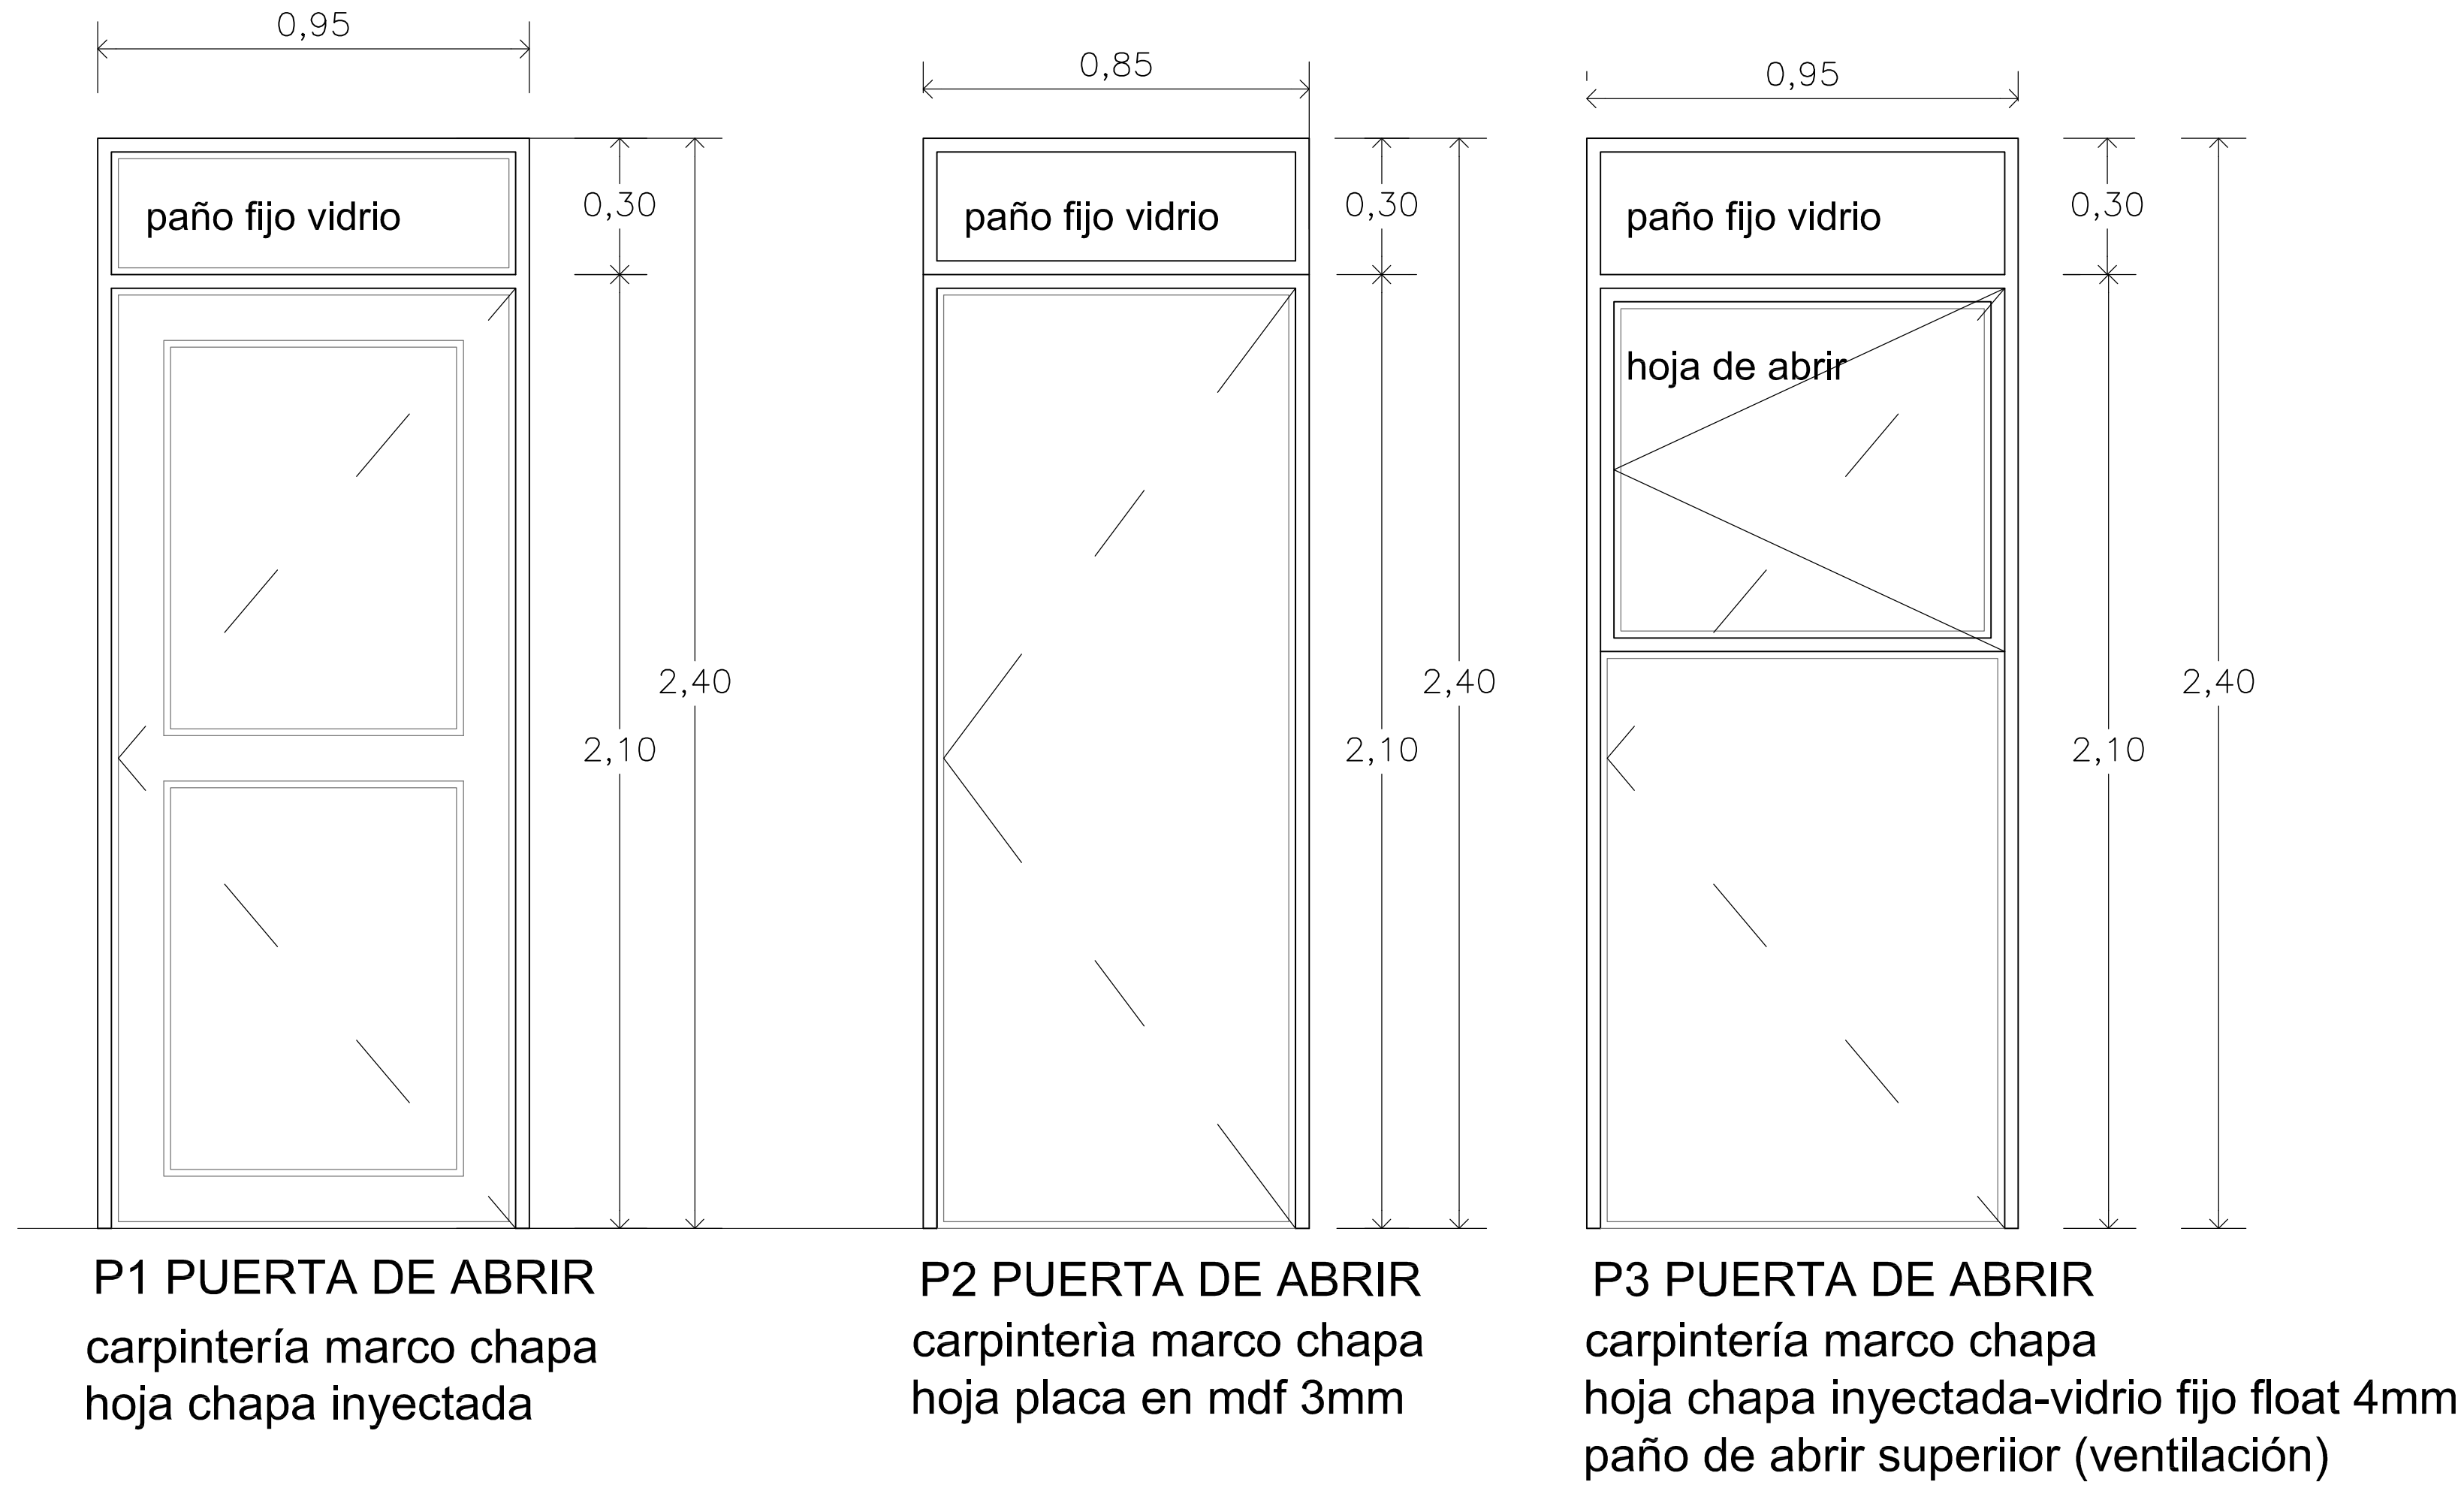 0,95
0,85
0,95
paño fijo vidrio
0,30
paño fijo vidrio
0,30
paño fijo vidrio
0,30
hoja de abrir
2,40
2,10
2,40
2,10
2,40
2,10
P1 PUERTA DE ABRIR
carpintería marco chapa
hoja chapa inyectada
P2 PUERTA DE ABRIR
carpinterìa marco chapa
hoja placa en mdf 3mm
P3 PUERTA DE ABRIR
carpintería marco chapa
hoja chapa inyectada-vidrio fijo float 4mm
paño de abrir superiior (ventilación)